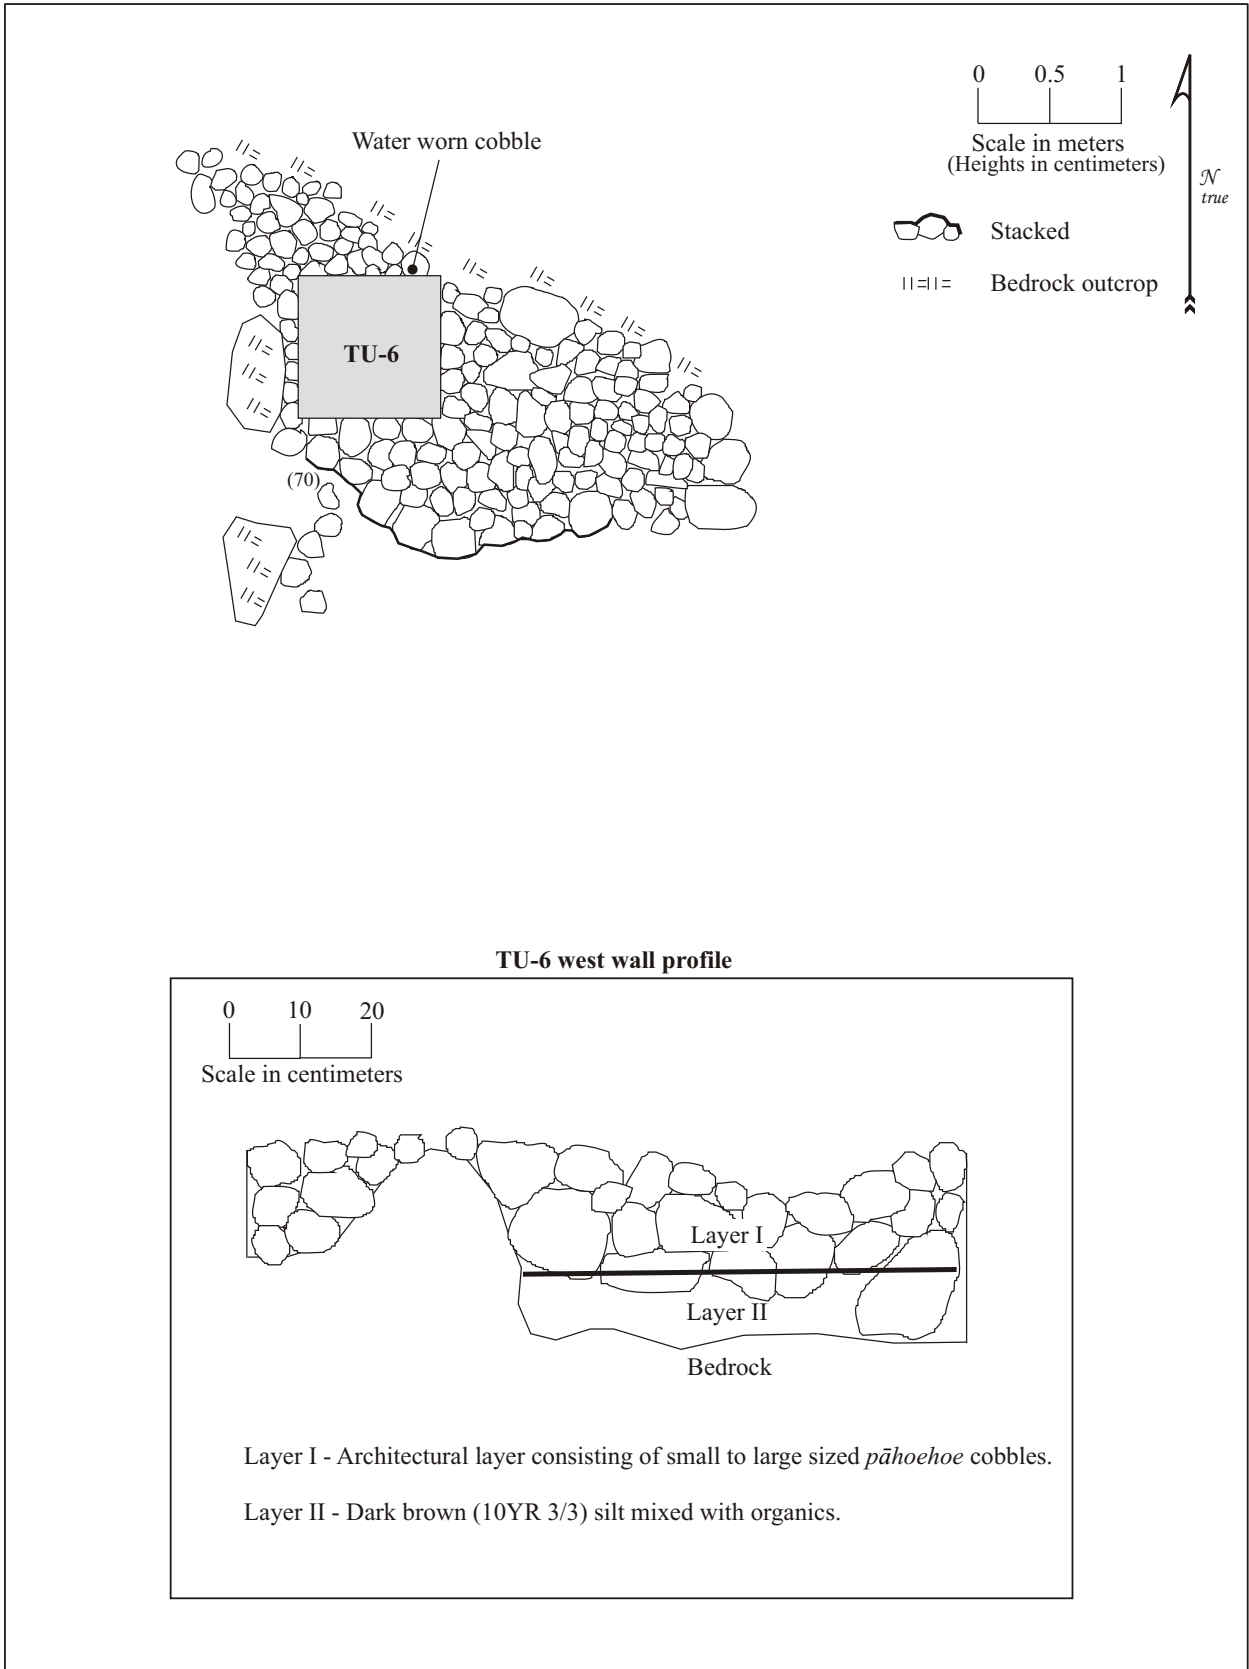 0 0.5 1
Scale in meters
(Heights in centimeters)
N
true
Water worn cobble
Stacked
Bedrock outcrop
TU-6
(70)
TU-6 west wall profile
0 10 20
Scale in centimeters
Layer I
Layer II
Bedrock
Layer I - Architectural layer consisting of small to large sized pāhoehoe cobbles.
Layer II - Dark brown (10YR 3/3) silt mixed with organics.